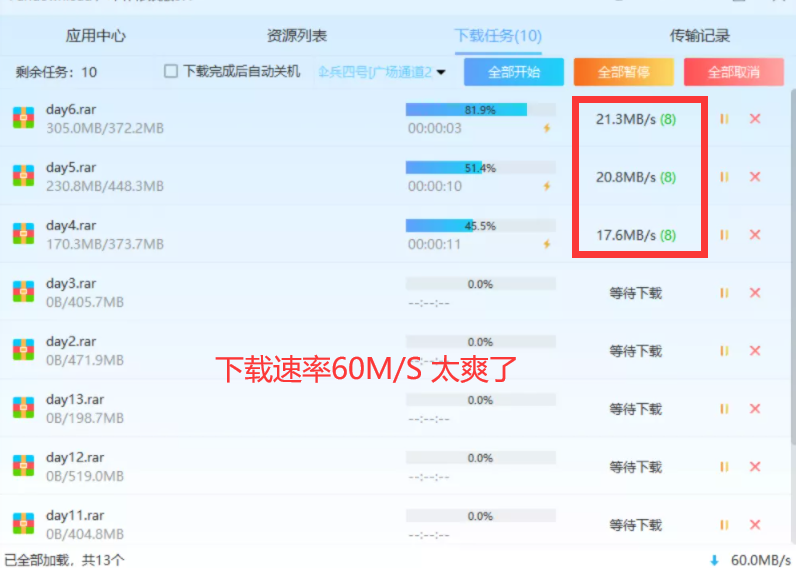 应用中心 资源列表 下载任务(10) 传输记录
剩余任务：10 下载完成后自动关机 兵四号[广场通道2 全部开始 全部暂停 全部取消
day6.rar 81.9% 21.3MB/s (8)
305.0MB/372.2MB 00:00:03
day5.rar 51.4% 20.8MB/s (8)
230.8MB/448.3MB 00:00:10
day4.rar 45.5% 17.6MB/s (8)
170.3MB/373.7MB 00:00:11
day3.rar 0.0% 等待下载
0B/405.7MB --:--:--
day2.rar 0.0% 等待下载
0B/471.9MB --:--:--
下载速率60M/S 太爽了
day13.rar 0.0% 等待下载
0B/198.7MB --:--:--
day12.rar 0.0% 等待下载
0B/519.0MB --:--:--
day11.rar 0.0% 等待下载
0B/404.8MB --:--:--
已全部加载，共13个 60.0MB/s